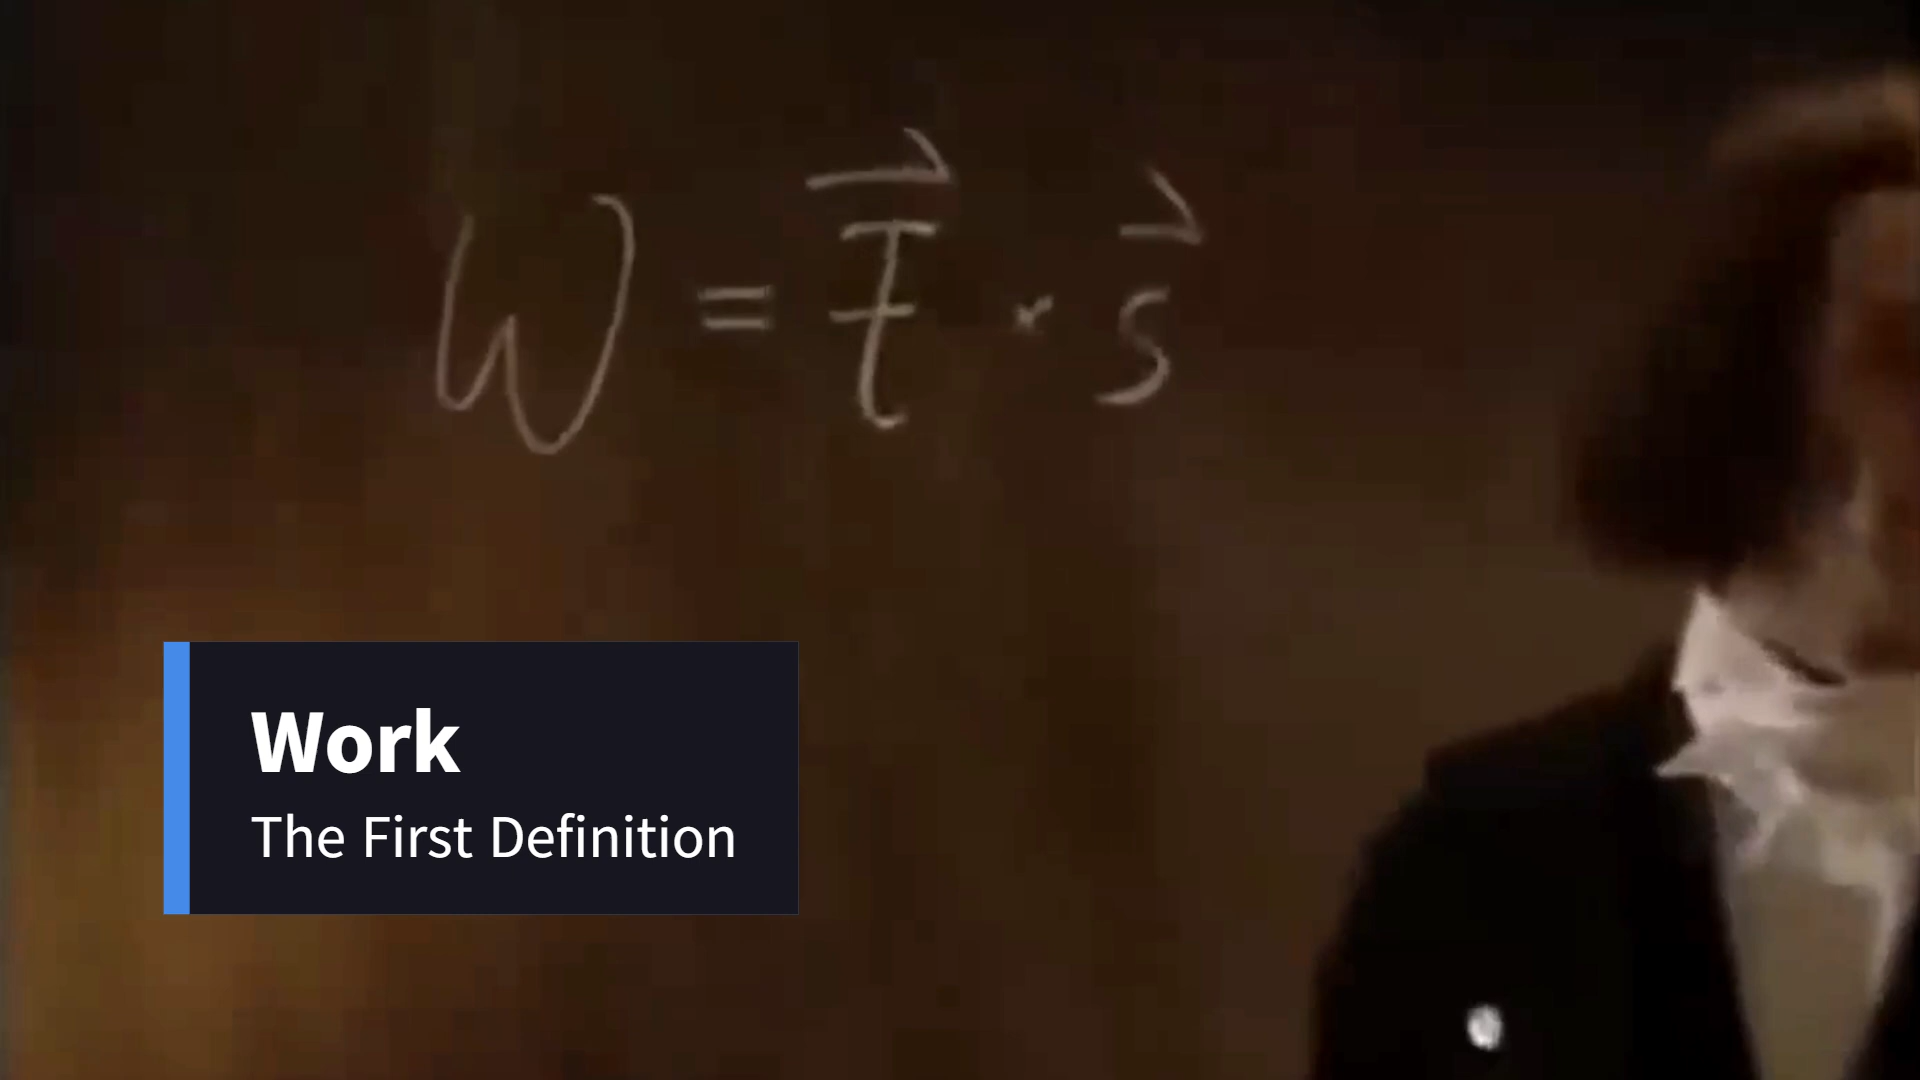 W = F⃗ · s⃗
Work
The First Definition